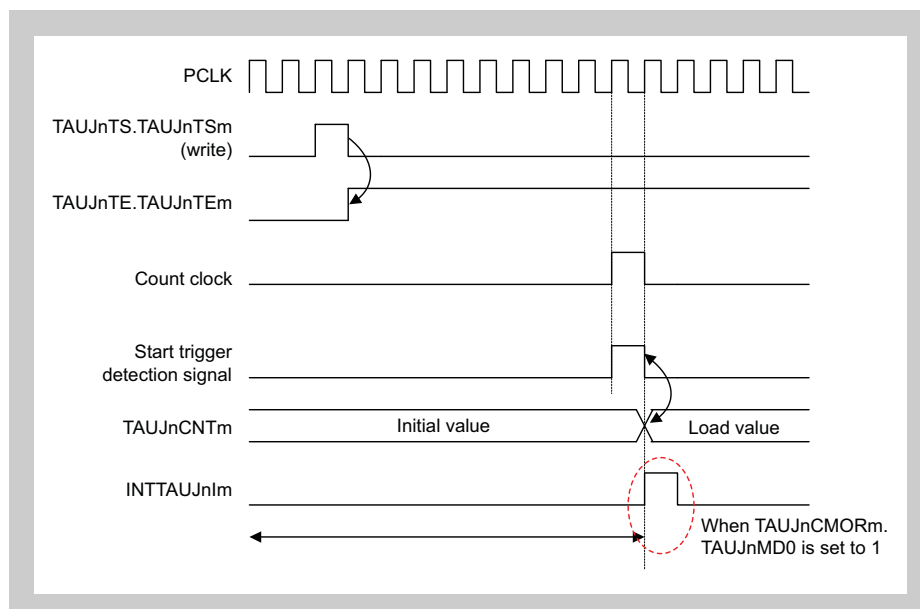 PCLK
TAUJnTS.TAUJnTSm
(write)
TAUJnTE.TAUJnTEm
Count clock
Start trigger
detection signal
TAUJnCNTm
Initial value
Load value
INTTAUJnIm
When TAUJnCMORm.
TAUJnMD0 is set to 1